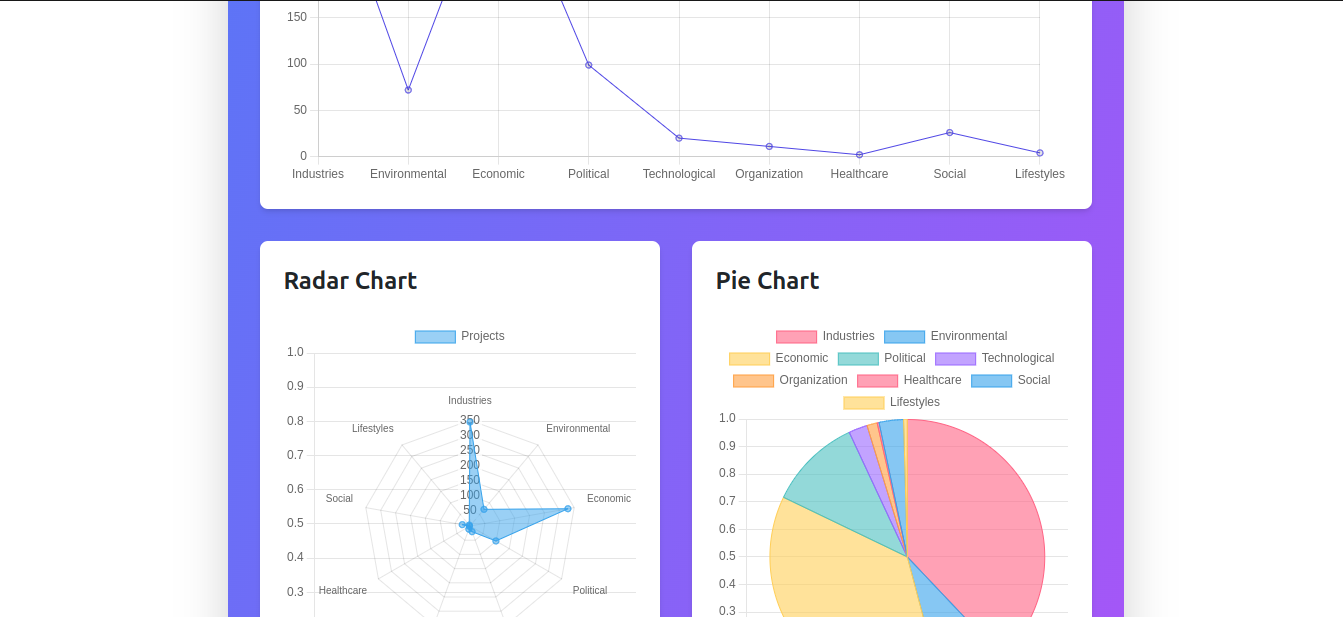 150
100
50
0
Industries Environmental Economic Political Technological Organization Healthcare Social Lifestyles
Radar Chart
Projects
1.0
0.9
0.8
0.7
0.6
0.5
0.4
0.3
Industries
Lifestyles Environmental
Social Economic
Healthcare Political
350
300
250
200
150
100
50
Pie Chart
Industries Environmental
Economic Political Technological
Organization Healthcare Social
Lifestyles
1.0
0.9
0.8
0.7
0.6
0.5
0.4
0.3